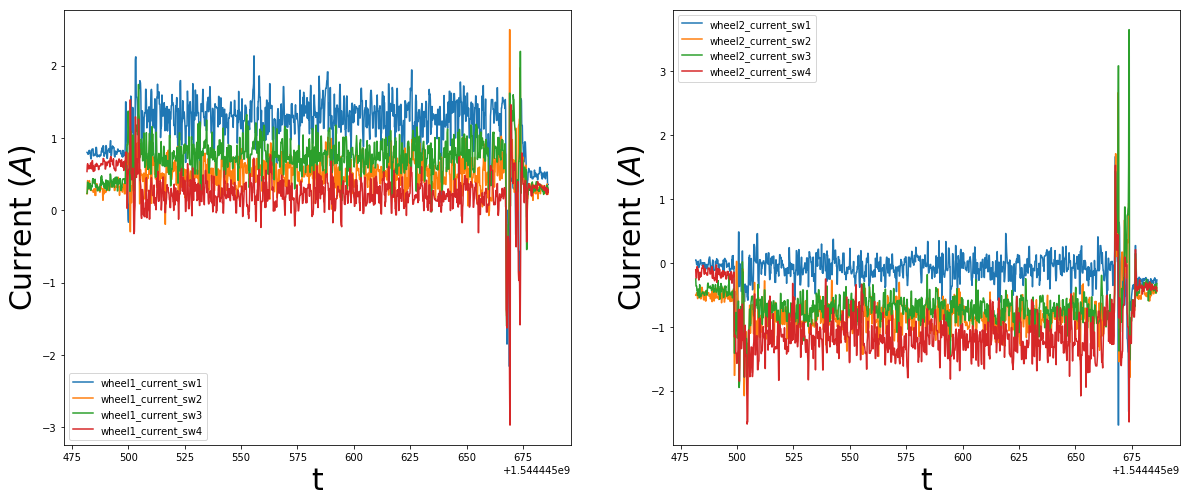 Current (A)
2
1
0
−1
−2
−3
wheel1_current_sw1
wheel1_current_sw2
wheel1_current_sw3
wheel1_current_sw4
475 500 525 550 575 600 625 650 675
+1.544445e9
t
Current (A)
wheel2_current_sw1
wheel2_current_sw2
wheel2_current_sw3
wheel2_current_sw4
3
2
1
0
−1
−2
475 500 525 550 575 600 625 650 675
+1.544445e9
t